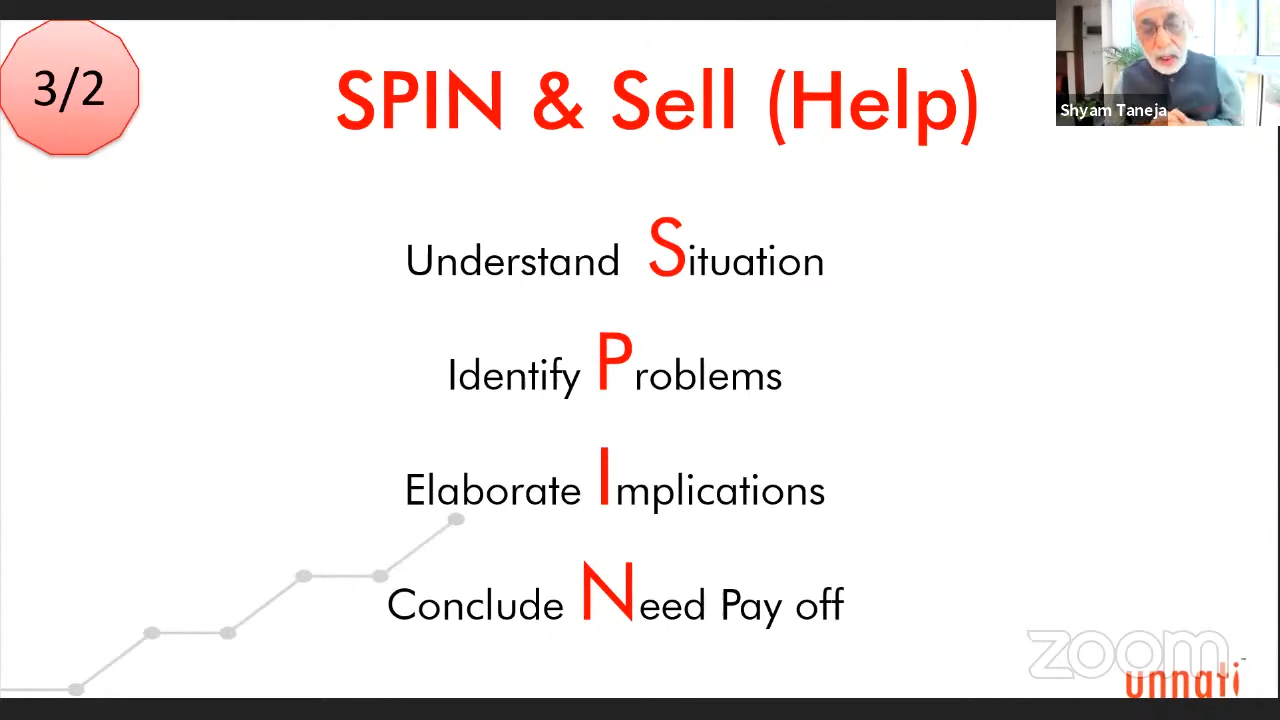 3/2
SPIN & Sell (Help)
Shyam Taneja
Understand Situation
Identify Problems
Elaborate Implications
Conclude Need Pay off
zoom
unnati